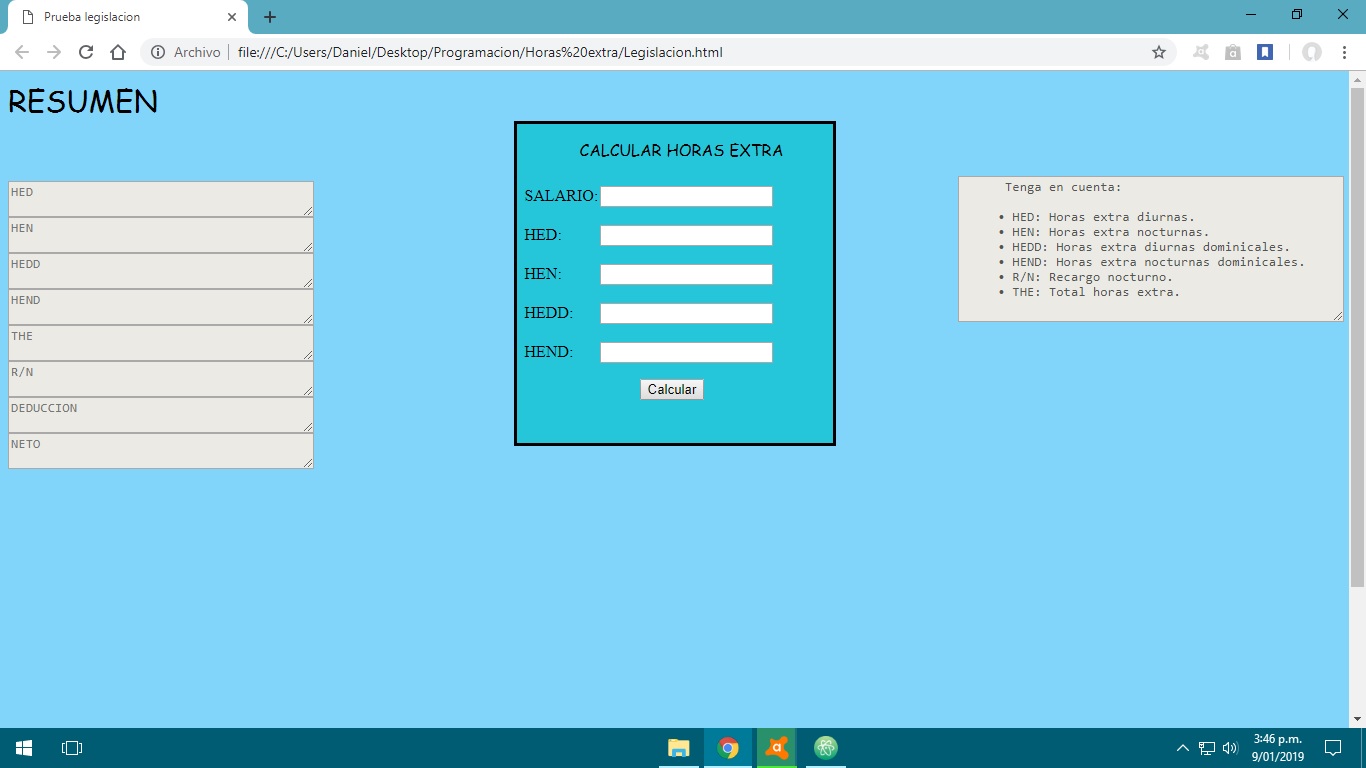 Prueba legislacion
Archivo
file:///C:/Users/Daniel/Desktop/Programacion/Horas%20extra/Legislacion.html
RESUMEN
HED
HEN
HEDD
HEND
THE
R/N
DEDUCCION
NETO
CALCULAR HORAS EXTRA
SALARIO:
HED:
HEN:
HEDD:
HEND:
Calcular
Tenga en cuenta:
• HED: Horas extra diurnas.
• HEN: Horas extra nocturnas.
• HEDD: Horas extra diurnas dominicales.
• HEND: Horas extra nocturnas dominicales.
• R/N: Recargo nocturno.
• THE: Total horas extra.
3:46 p.m.
9/01/2019